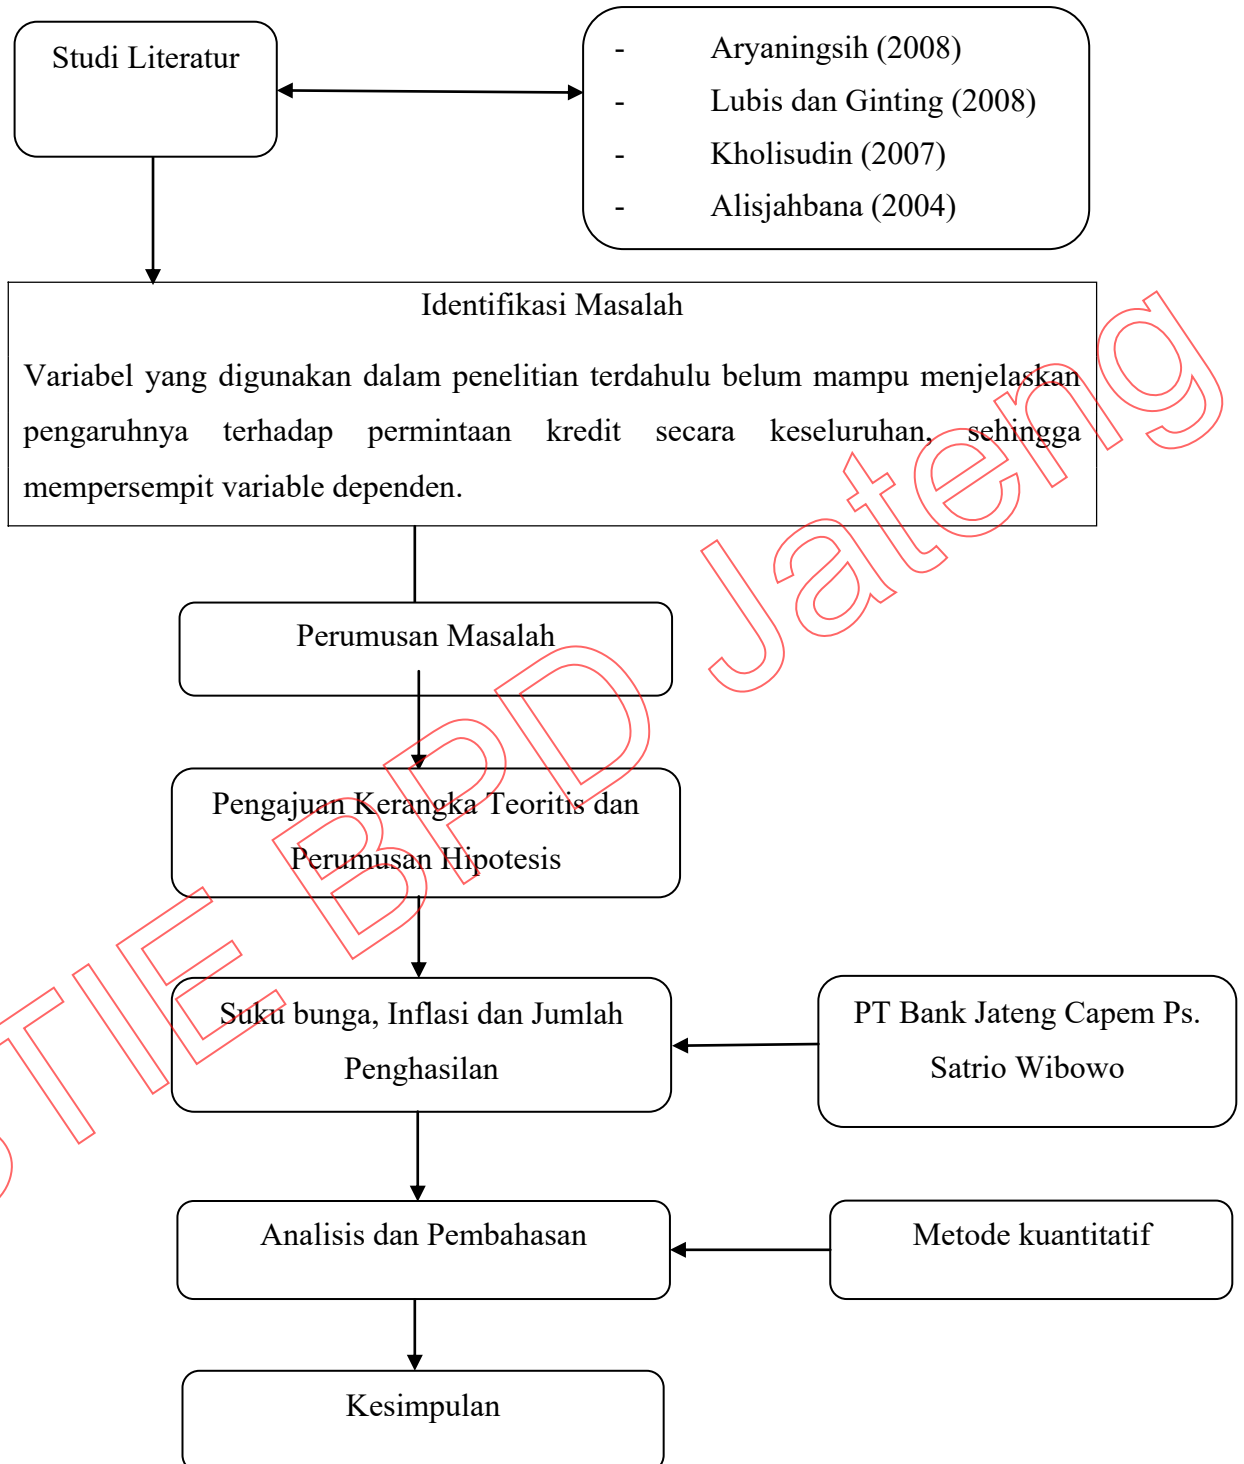 Studi Literatur
- Aryaningsih (2008)
- Lubis dan Ginting (2008)
- Kholisudin (2007)
- Alisjahbana (2004)
Identifikasi Masalah
Variabel yang digunakan dalam penelitian terdahulu belum mampu menjelaskan
pengaruhnya terhadap permintaan kredit secara keseluruhan, sehingga
mempersempit variable dependen.
Perumusan Masalah
Pengajuan Kerangka Teoritis dan
Perumusan Hipotesis
Suku bunga, Inflasi dan Jumlah
Penghasilan
PT Bank Jateng Capem Ps.
Satrio Wibowo
Analisis dan Pembahasan
Metode kuantitatif
Kesimpulan
STIE BPD Jateng